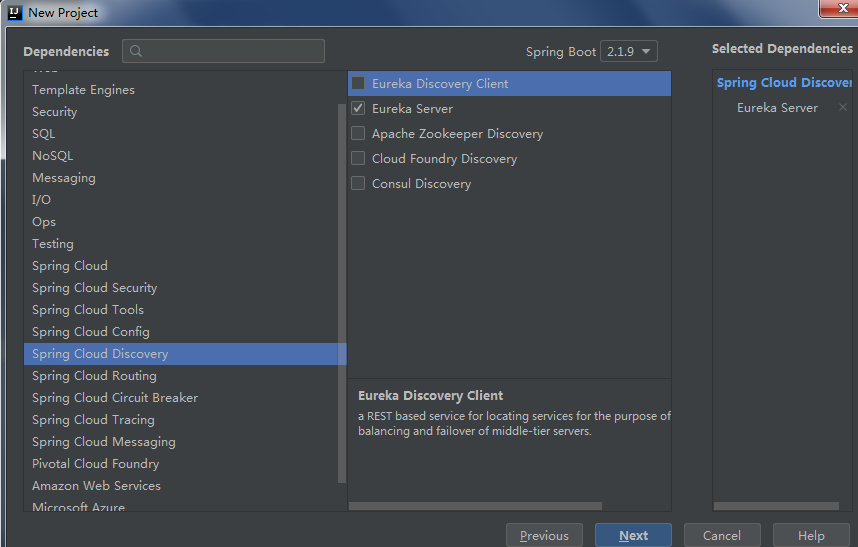 IJ New Project
Dependencies
Spring Boot 2.1.9
Selected Dependencies
Template Engines
Security
SQL
NoSQL
Messaging
I/O
Ops
Testing
Spring Cloud
Spring Cloud Security
Spring Cloud Tools
Spring Cloud Config
Spring Cloud Discovery
Spring Cloud Routing
Spring Cloud Circuit Breaker
Spring Cloud Tracing
Spring Cloud Messaging
Pivotal Cloud Foundry
Amazon Web Services
Microsoft Azure
Eureka Discovery Client
Eureka Server
Apache Zookeeper Discovery
Cloud Foundry Discovery
Consul Discovery
Eureka Discovery Client
a REST based service for locating services for the purpose of
balancing and failover of middle-tier servers.
Spring Cloud Discover
Eureka Server
Previous
Next
Cancel
Help